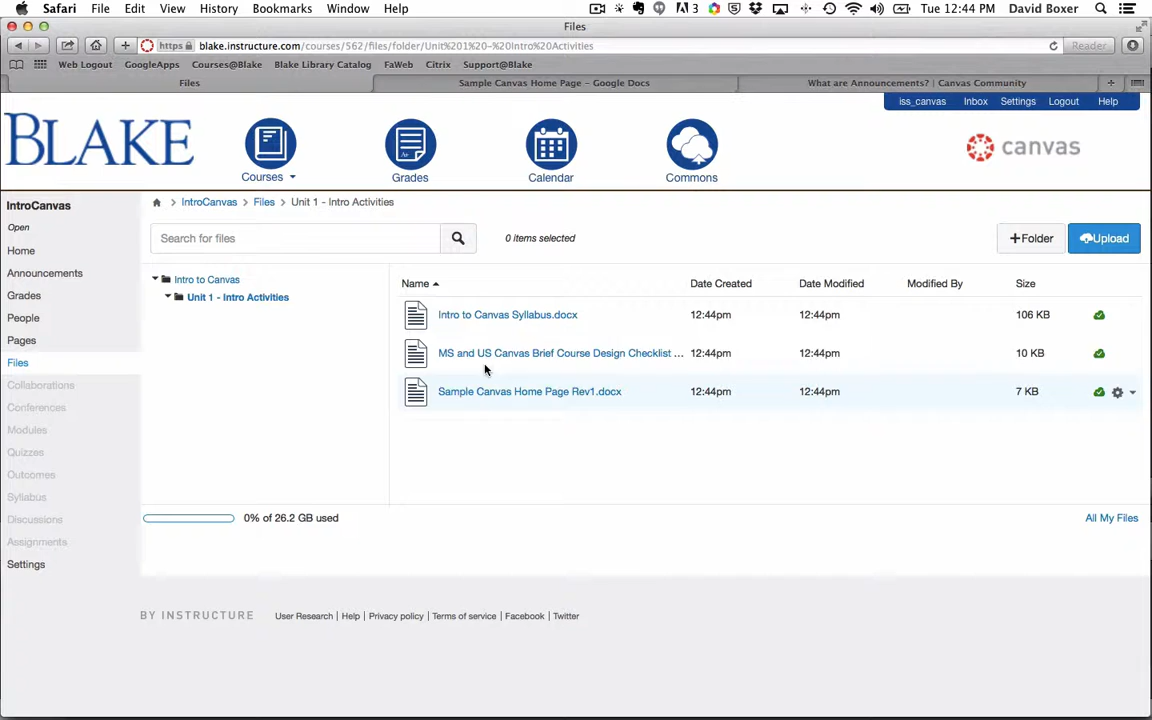 Safari File Edit View History Bookmarks Window Help 3 Tue 12:44 PM David Boxer
Files
https blake.instructure.com/courses/562/files/folder/Unit%201%20-%20Intro%20Activities Reader
Web Logout GoogleApps Courses@Blake Blake Library Catalog FaWeb Citrix Support@Blake
Files Sample Canvas Home Page – Google Docs What are Announcements? | Canvas Community
iss_canvas Inbox Settings Logout Help
BLAKE
Courses Grades Calendar Commons
canvas
IntroCanvas
Open
Home
Announcements
Grades
People
Pages
Files
Collaborations
Conferences
Modules
Quizzes
Outcomes
Syllabus
Discussions
Assignments
Settings
> IntroCanvas > Files > Unit 1 - Intro Activities
Search for files 0 items selected +Folder Upload
Intro to Canvas
Unit 1 - Intro Activities
Name Date Created Date Modified Modified By Size
Intro to Canvas Syllabus.docx 12:44pm 12:44pm 106 KB
MS and US Canvas Brief Course Design Checklist ... 12:44pm 12:44pm 10 KB
Sample Canvas Home Page Rev1.docx 12:44pm 12:44pm 7 KB
0% of 26.2 GB used All My Files
BY INSTRUCTURE User Research | Help | Privacy policy | Terms of service | Facebook | Twitter